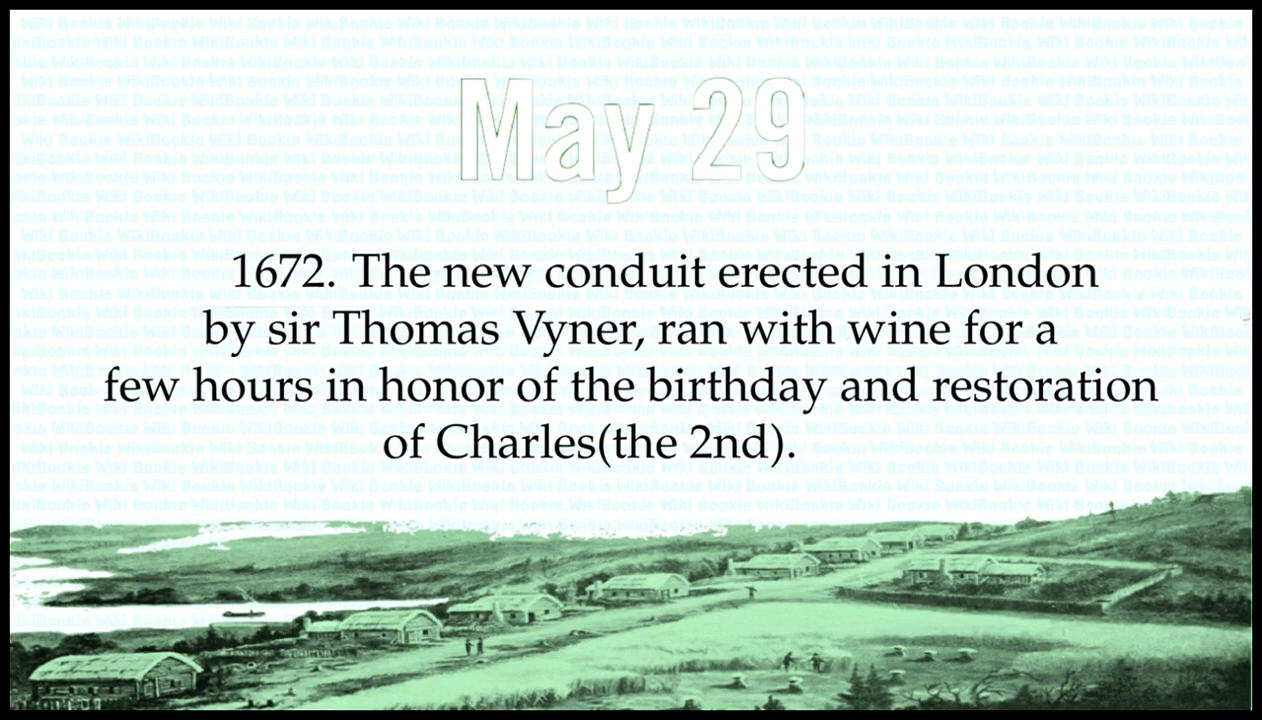 May 29
1672. The new conduit erected in London
by sir Thomas Vyner, ran with wine for a
few hours in honor of the birthday and restoration
of Charles(the 2nd).